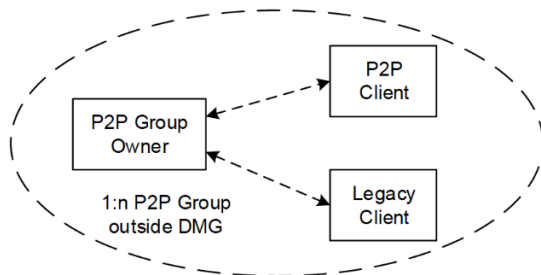 P2P
Client
P2P Group
Owner
1:n P2P Group
outside DMG
Legacy
Client